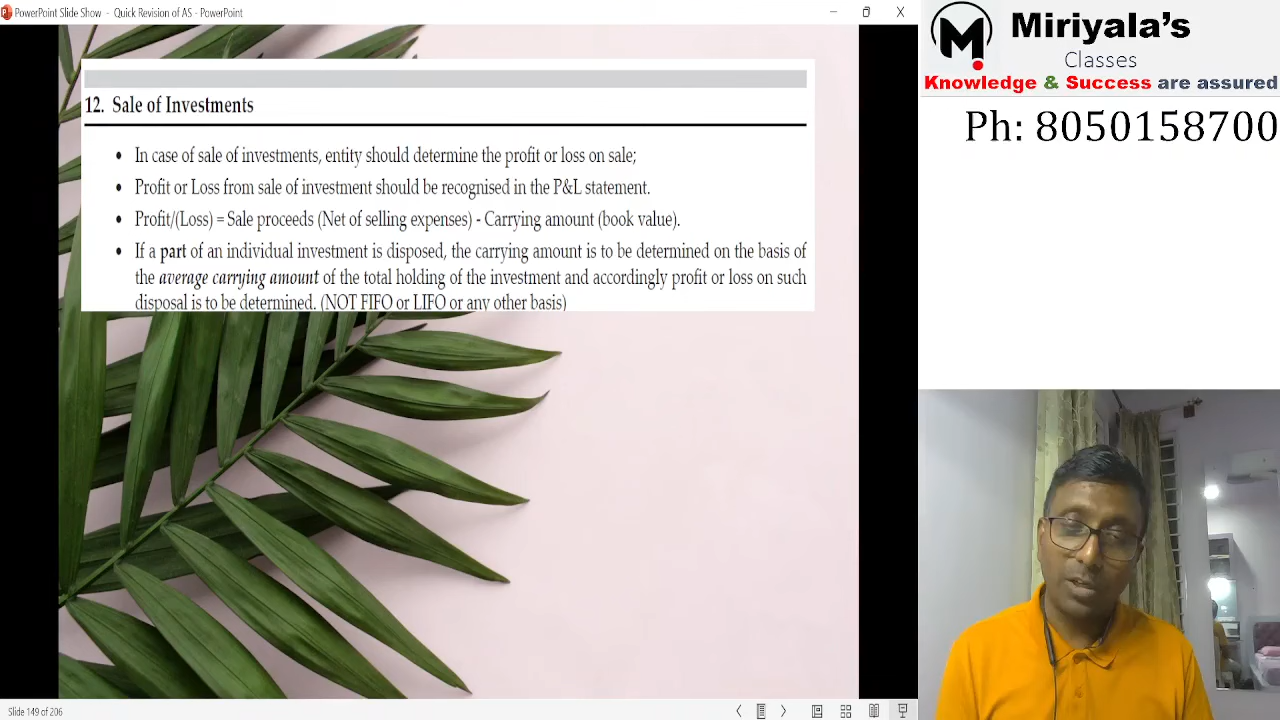 PowerPoint Slide Show - Quick Revision of AS - PowerPoint
12. Sale of Investments
• In case of sale of investments, entity should determine the profit or loss on sale;
• Profit or Loss from sale of investment should be recognised in the P&L statement.
• Profit/(Loss) = Sale proceeds (Net of selling expenses) - Carrying amount (book value).
• If a part of an individual investment is disposed, the carrying amount is to be determined on the basis of
the average carrying amount of the total holding of the investment and accordingly profit or loss on such
disposal is to be determined. (NOT FIFO or LIFO or any other basis)
M
Miriyala's
Classes
Knowledge & Success are assured
Ph: 8050158700
Slide 149 of 206